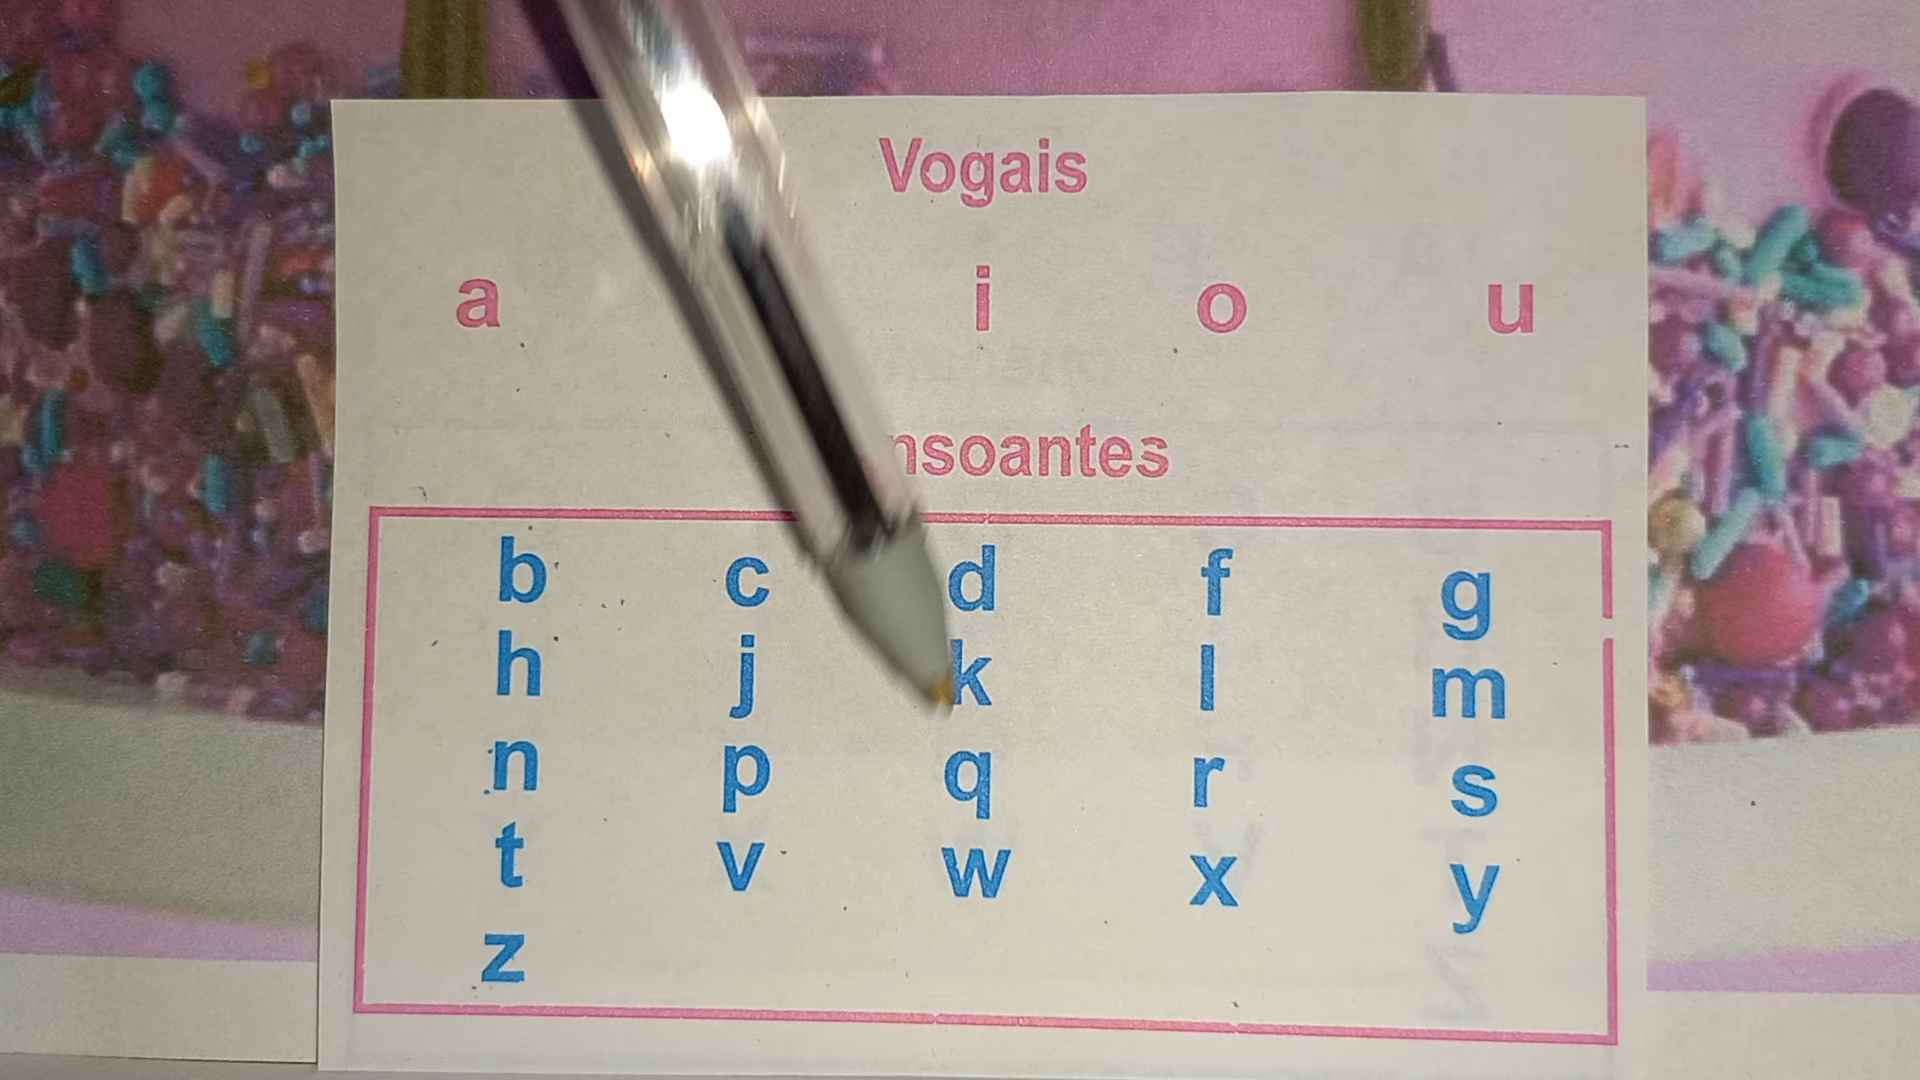 Vogais
a i o u
nsoantes
b c d f g
h j k l m
n p q r s
t v w x y
z